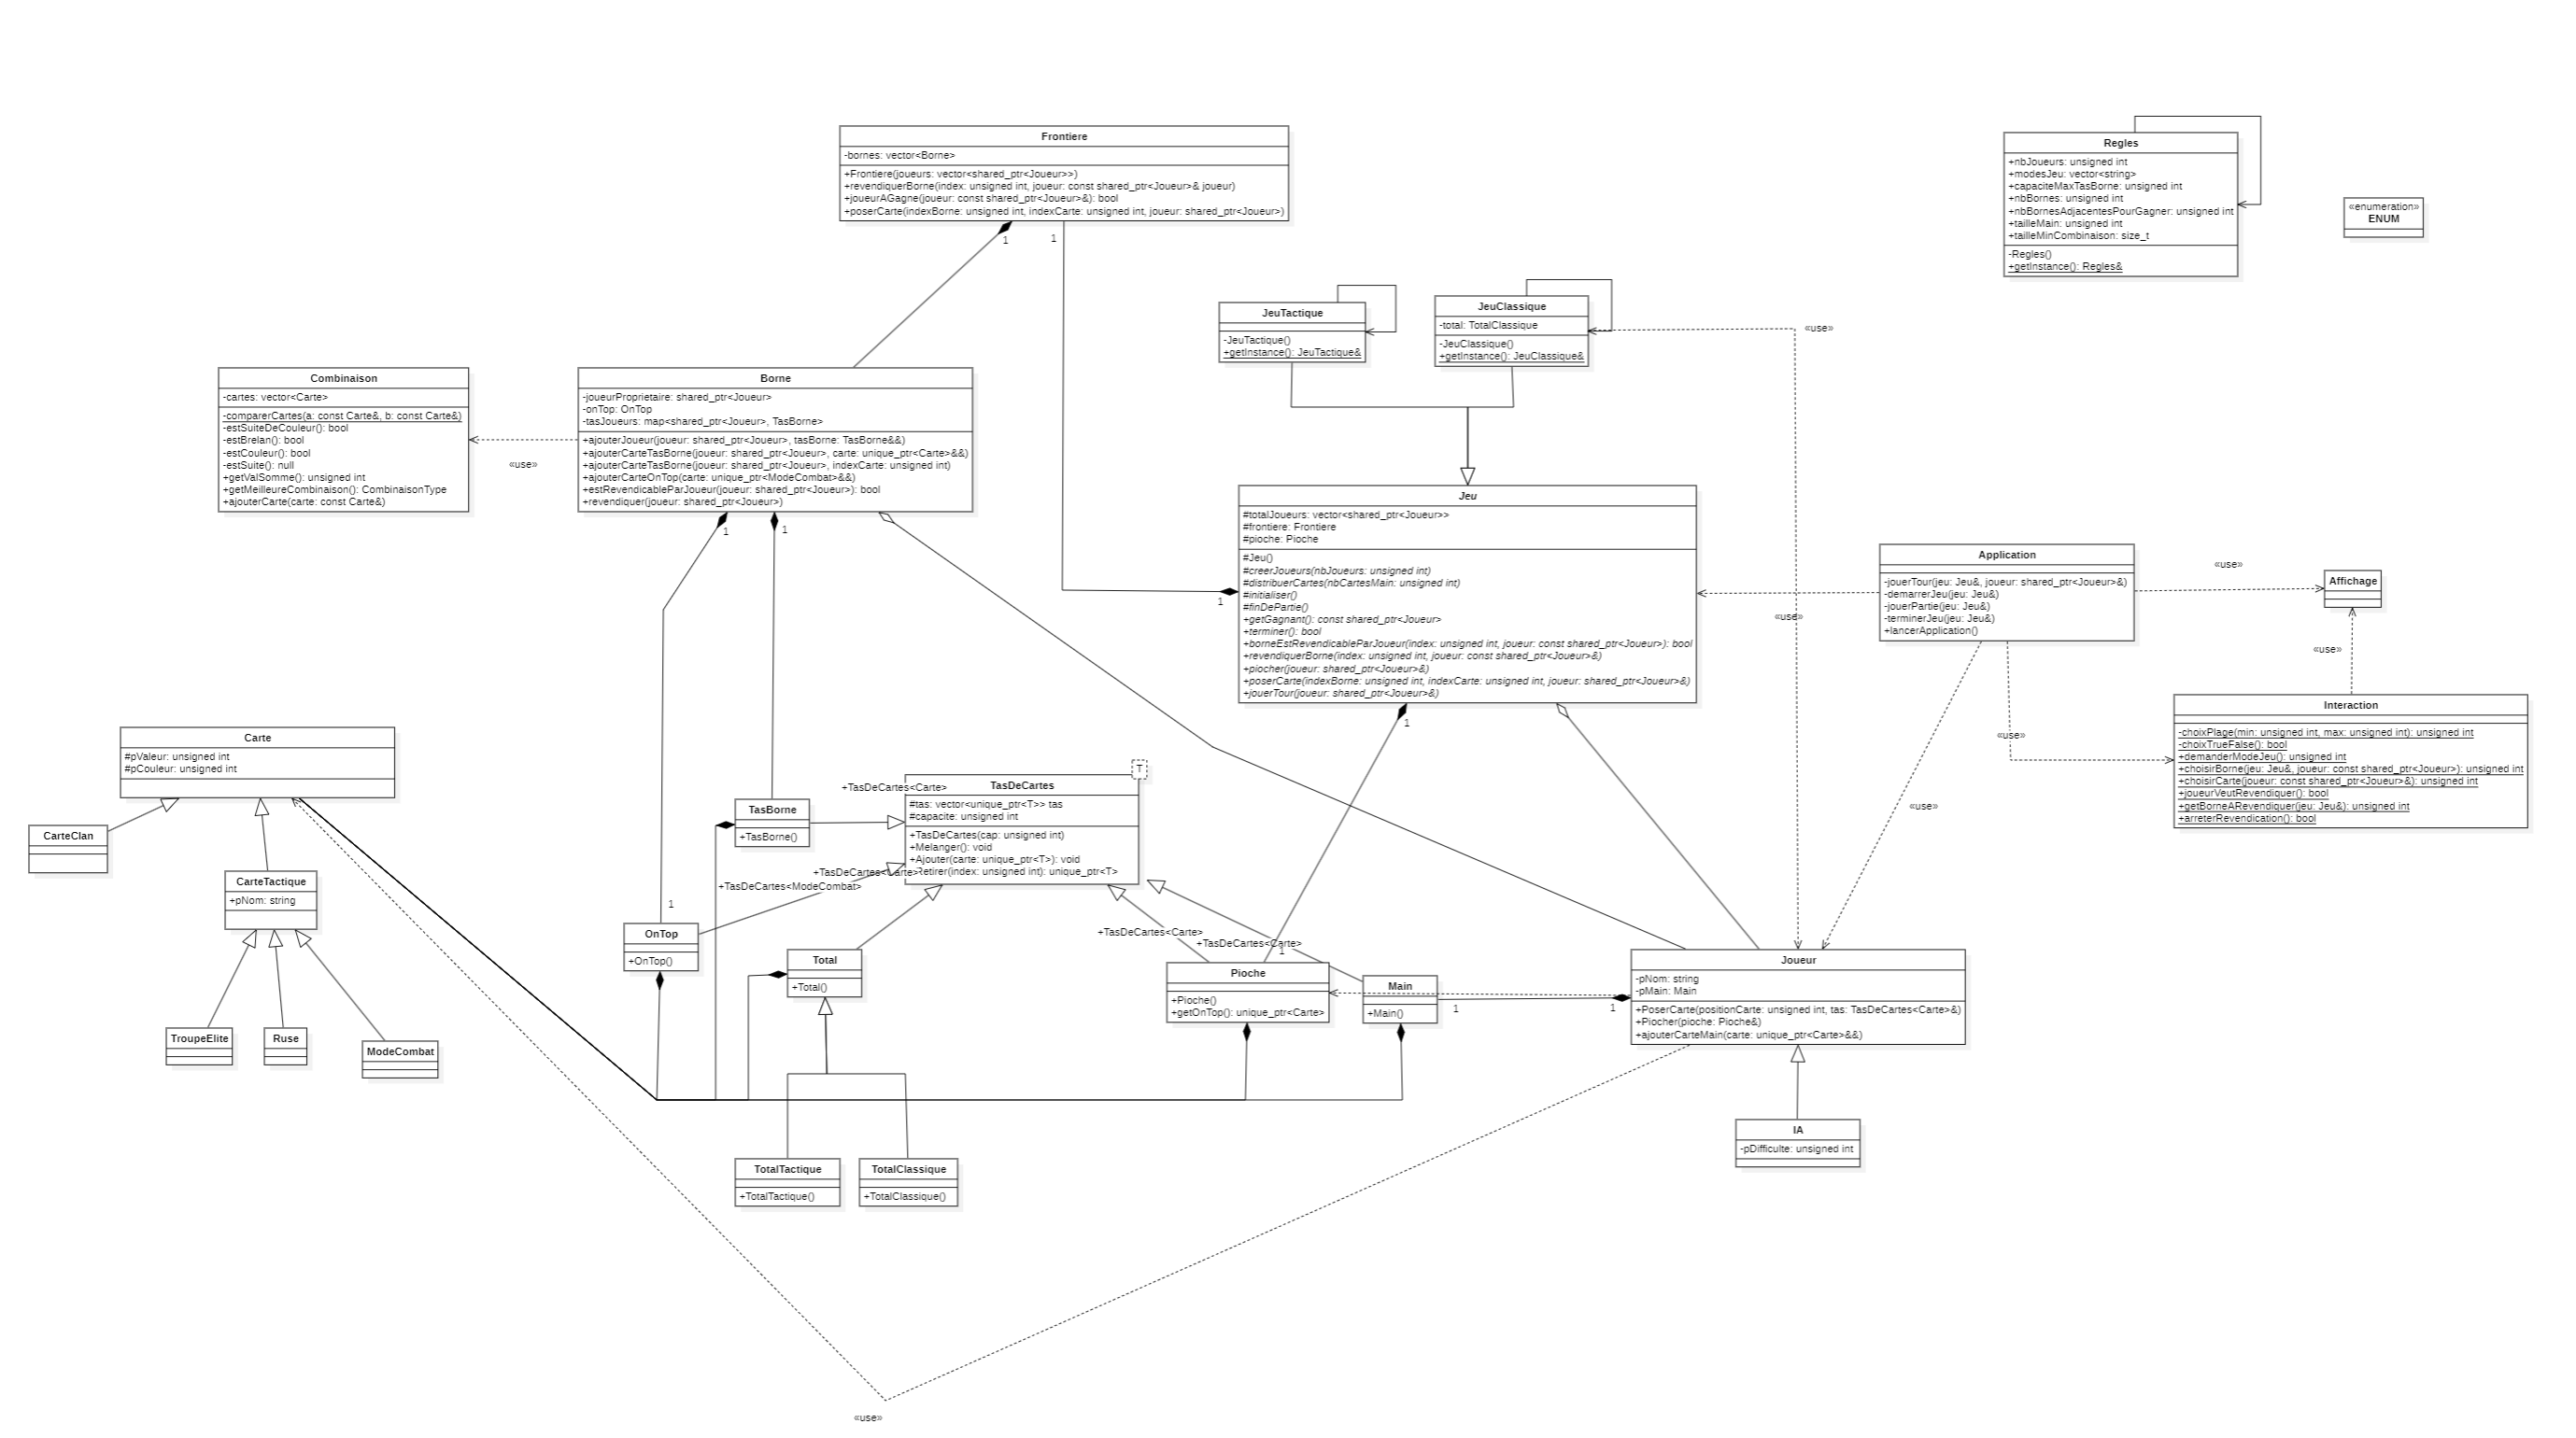 Frontiere
-bornes: vector<Borne>
+Frontiere(joueurs: vector<shared_ptr<Joueur>>)
+revendiquerBorne(index: unsigned int, joueur: const shared_ptr<Joueur>& joueur)
+joueurAGagne(joueur: const shared_ptr<Joueur>&): bool
+poserCarte(indexBorne: unsigned int, indexCarte: unsigned int, joueur: shared_ptr<Joueur>)
1
1
Regles
+nbJoueurs: unsigned int
+modesJeu: vector<string>
+capaciteMaxTasBorne: unsigned int
+nbBornes: unsigned int
+nbBornesAdjacentesPourGagner: unsigned int
+tailleMain: unsigned int
+tailleMinCombinaison: size_t
-Regles()
+getInstance(): Regles&
«enumeration»
ENUM
JeuTactique
-JeuTactique()
+getInstance(): JeuTactique&
JeuClassique
-total: TotalClassique
-JeuClassique()
+getInstance(): JeuClassique&
«use»
Combinaison
-cartes: vector<Carte>
-comparerCartes(a: const Carte&, b: const Carte&)
-estSuiteDeCouleur(): bool
-estBrelan(): bool
-estCouleur(): bool
-estSuite(): null
+getValSomme(): unsigned int
+getMeilleureCombinaison(): CombinaisonType
+ajouterCarte(carte: const Carte&)
«use»
Borne
-joueurProprietaire: shared_ptr<Joueur>
-onTop: OnTop
-tasJoueurs: map<shared_ptr<Joueur>, TasBorne>
+ajouterJoueur(joueur: shared_ptr<Joueur>, tasBorne: TasBorne&&)
+ajouterCarteTasBorne(joueur: shared_ptr<Joueur>, carte: unique_ptr<Carte>&&)
+ajouterCarteTasBorne(joueur: shared_ptr<Joueur>, indexCarte: unsigned int)
+ajouterCarteOnTop(carte: unique_ptr<ModeCombat>&&)
+estRevendicableParJoueur(joueur: shared_ptr<Joueur>): bool
+revendiquer(joueur: shared_ptr<Joueur>)
1
1
Jeu
#totalJoueurs: vector<shared_ptr<Joueur>>
#frontiere: Frontiere
#pioche: Pioche
#Jeu()
#creerJoueurs(nbJoueurs: unsigned int)
#distribuerCartes(nbCartesMain: unsigned int)
#initialiser()
#finDePartie()
+getGagnant(): const shared_ptr<Joueur>
+terminer(): bool
+borneEstRevendicableParJoueur(index: unsigned int, joueur: const shared_ptr<Joueur>): bool
+revendiquerBorne(index: unsigned int, joueur: const shared_ptr<Joueur>&)
+piocher(joueur: shared_ptr<Joueur>&)
+poserCarte(indexBorne: unsigned int, indexCarte: unsigned int, joueur: shared_ptr<Joueur>&)
+jouerTour(joueur: shared_ptr<Joueur>&)
1
1
«use»
Application
-jouerTour(jeu: Jeu&, joueur: shared_ptr<Joueur>&)
-demarrerJeu(jeu: Jeu&)
-jouerPartie(jeu: Jeu&)
-terminerJeu(jeu: Jeu&)
+lancerApplication()
«use»
Affichage
«use»
Interaction
-choixPlage(min: unsigned int, max: unsigned int): unsigned int
-choixTrueFalse(): bool
+demanderModeJeu(): unsigned int
+choisirBorne(jeu: Jeu&, joueur: const shared_ptr<Joueur>): unsigned int
+choisirCarte(joueur: const shared_ptr<Joueur>&): unsigned int
+joueurVeutRevendiquer(): bool
+getBorneARevendiquer(jeu: Jeu&): unsigned int
+arreterRevendication(): bool
«use»
«use»
Carte
#pValeur: unsigned int
#pCouleur: unsigned int
CarteClan
CarteTactique
+pNom: string
TroupeElite
Ruse
ModeCombat
T
TasDeCartes
#tas: vector<unique_ptr<T>> tas
#capacite: unsigned int
+TasDeCartes(cap: unsigned int)
+Melanger(): void
+Ajouter(carte: unique_ptr<T>): void
Retirer(index: unsigned int): unique_ptr<T>
+TasDeCartes<Carte>
TasBorne
+TasBorne()
+TasDeCartes<Carte>
+TasDeCartes<ModeCombat>
1
OnTop
+OnTop()
Total
+Total()
+TasDeCartes<Carte>
+TasDeCartes<Carte>
1
Pioche
+Pioche()
+getOnTop(): unique_ptr<Carte>
Main
+Main()
1
1
Joueur
-pNom: string
-pMain: Main
+PoserCarte(positionCarte: unsigned int, tas: TasDeCartes<Carte>&)
+Piocher(pioche: Pioche&)
+ajouterCarteMain(carte: unique_ptr<Carte>&&)
IA
-pDifficulte: unsigned int
TotalTactique
+TotalTactique()
TotalClassique
+TotalClassique()
«use»